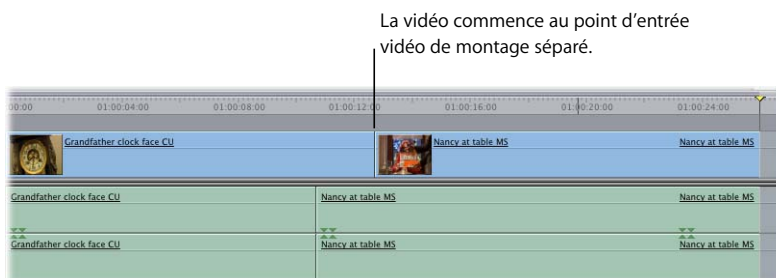 La vidéo commence au point d’entrée
vidéo de montage séparé.
00:00 01:00:04:00 01:00:08:00 01:00:12:00 01:00:16:00 01:00:20:00 01:00:24:00
Grandfather clock face CU Nancy at table MS Nancy at table MS
Grandfather clock face CU Nancy at table MS Nancy at table MS
Grandfather clock face CU Nancy at table MS Nancy at table MS